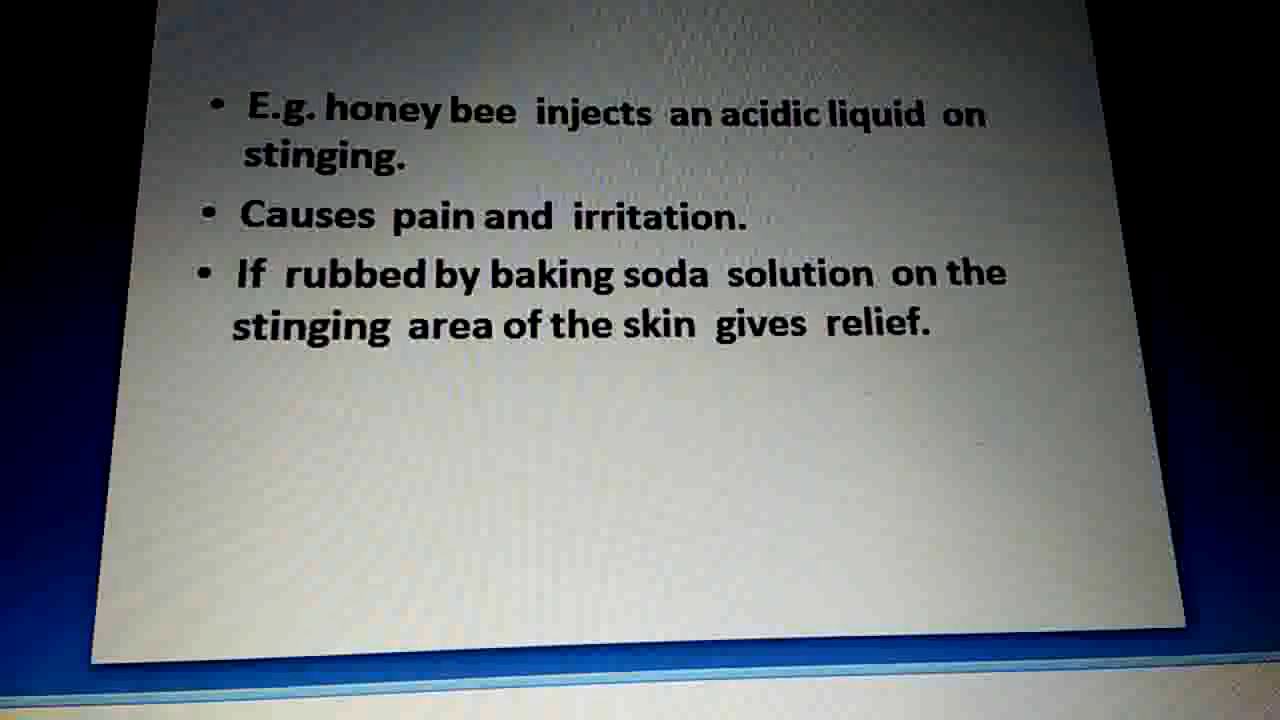 • E.g. honey bee injects an acidic liquid on
stinging.
• Causes pain and irritation.
• If rubbed by baking soda solution on the
stinging area of the skin gives relief.